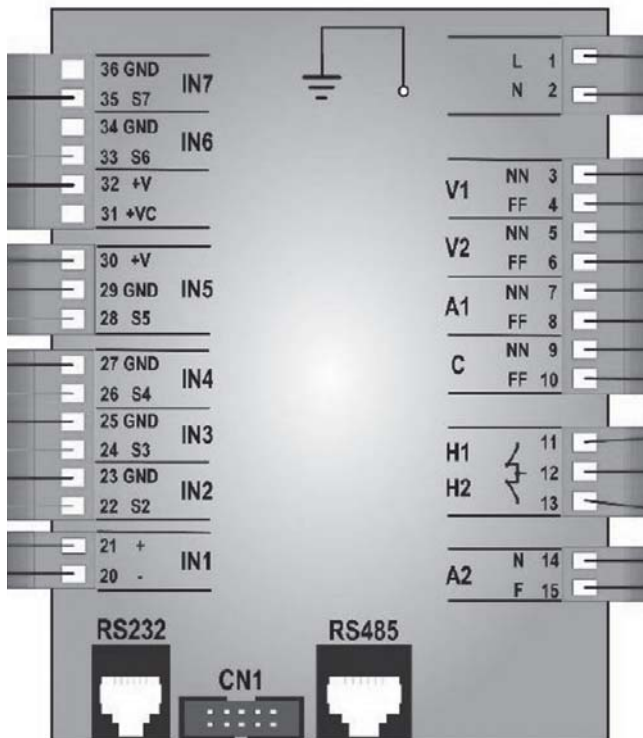 36 GND
35 S7
IN7
34 GND
33 S6
IN6
32 +V
31 +VC
30 +V
29 GND
28 S5
IN5
27 GND
26 S4
IN4
25 GND
24 S3
IN3
23 GND
22 S2
IN2
21 +
20 -
IN1
L 1
N 2
V1
NN 3
FF 4
V2
NN 5
FF 6
A1
NN 7
FF 8
C
NN 9
FF 10
H1
H2
11
12
13
A2
N 14
F 15
RS232
CN1
RS485